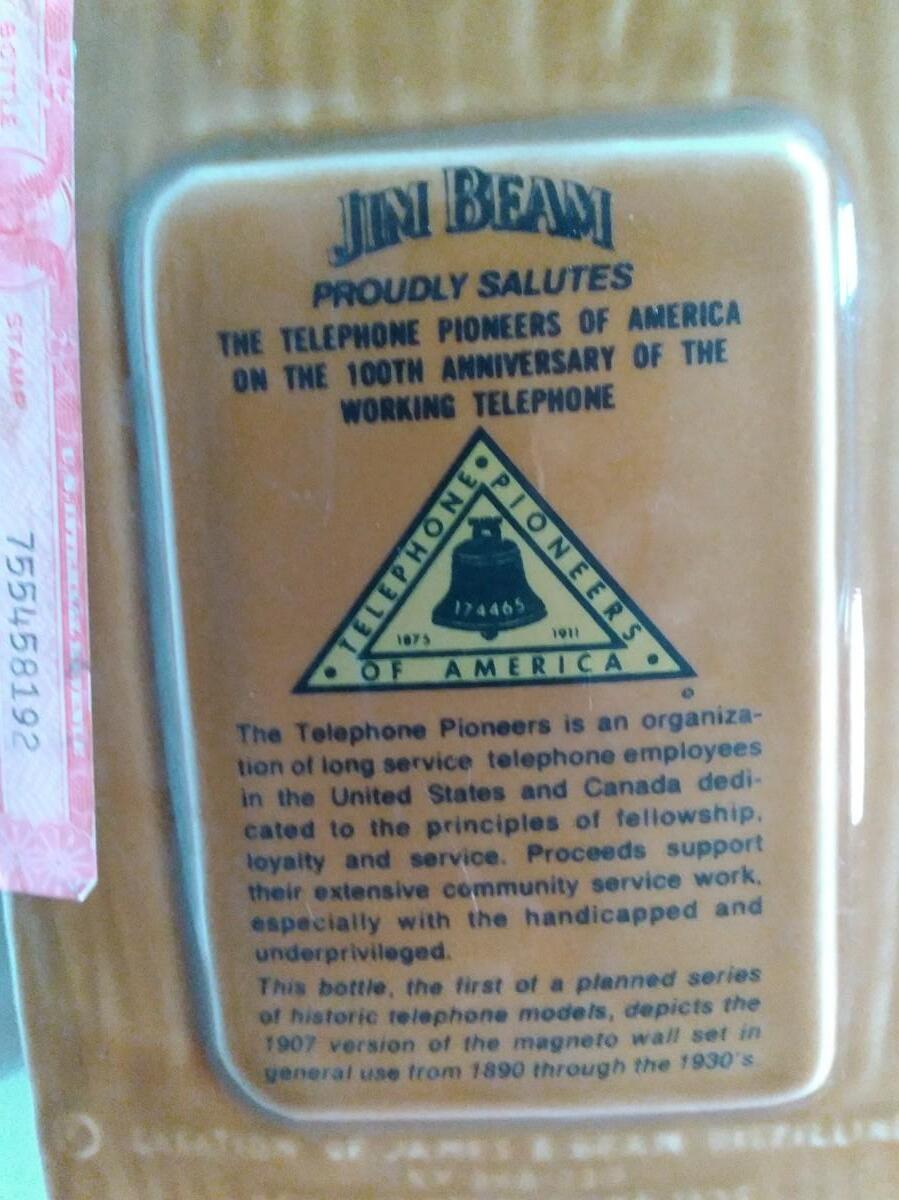 BOTTLE
STAMP
755458192
JIM BEAM
PROUDLY SALUTES
THE TELEPHONE PIONEERS OF AMERICA
ON THE 100TH ANNIVERSARY OF THE
WORKING TELEPHONE
TELEPHONE • PIONEERS
174465
1875 1911
• OF AMERICA •
The Telephone Pioneers is an organiza-
tion of long service telephone employees
in the United States and Canada dedi-
cated to the principles of fellowship,
loyalty and service. Proceeds support
their extensive community service work,
especially with the handicapped and
underprivileged.
This bottle, the first of a planned series
of historic telephone models, depicts the
1907 version of the magneto wall set in
general use from 1890 through the 1930's
OF JAMES B BEAM